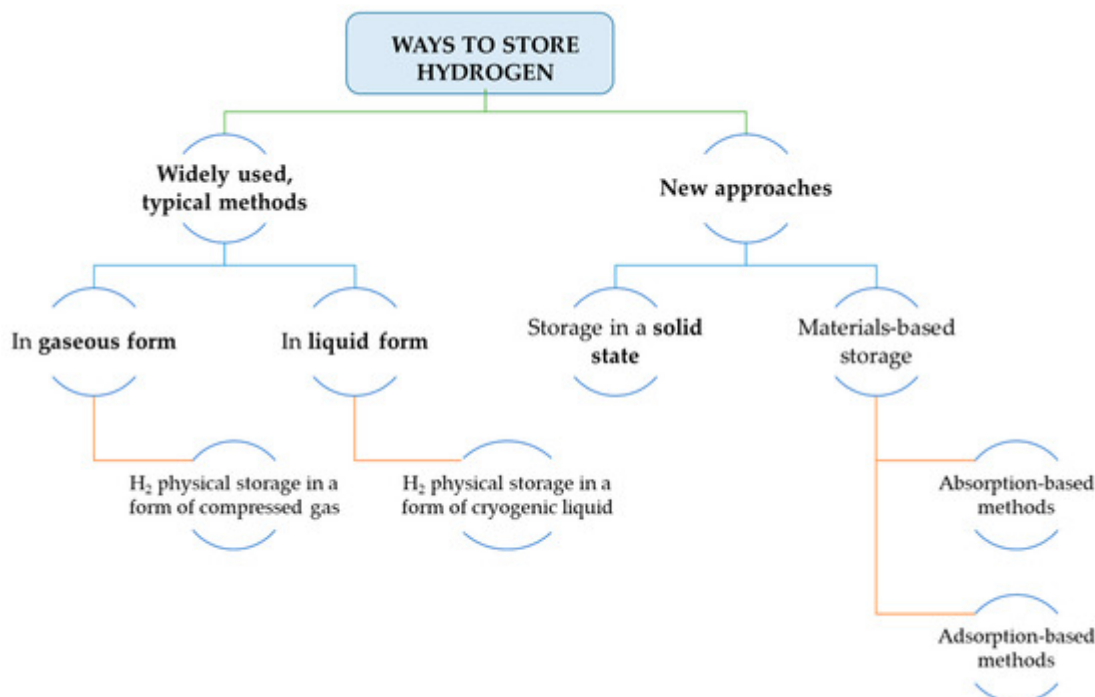 WAYS TO STORE
HYDROGEN
Widely used,
typical methods
New approaches
In gaseous form
In liquid form
Storage in a solid
state
Materials-based
storage
H₂ physical storage in a
form of compressed gas
H₂ physical storage in a
form of cryogenic liquid
Absorption-based
methods
Adsorption-based
methods